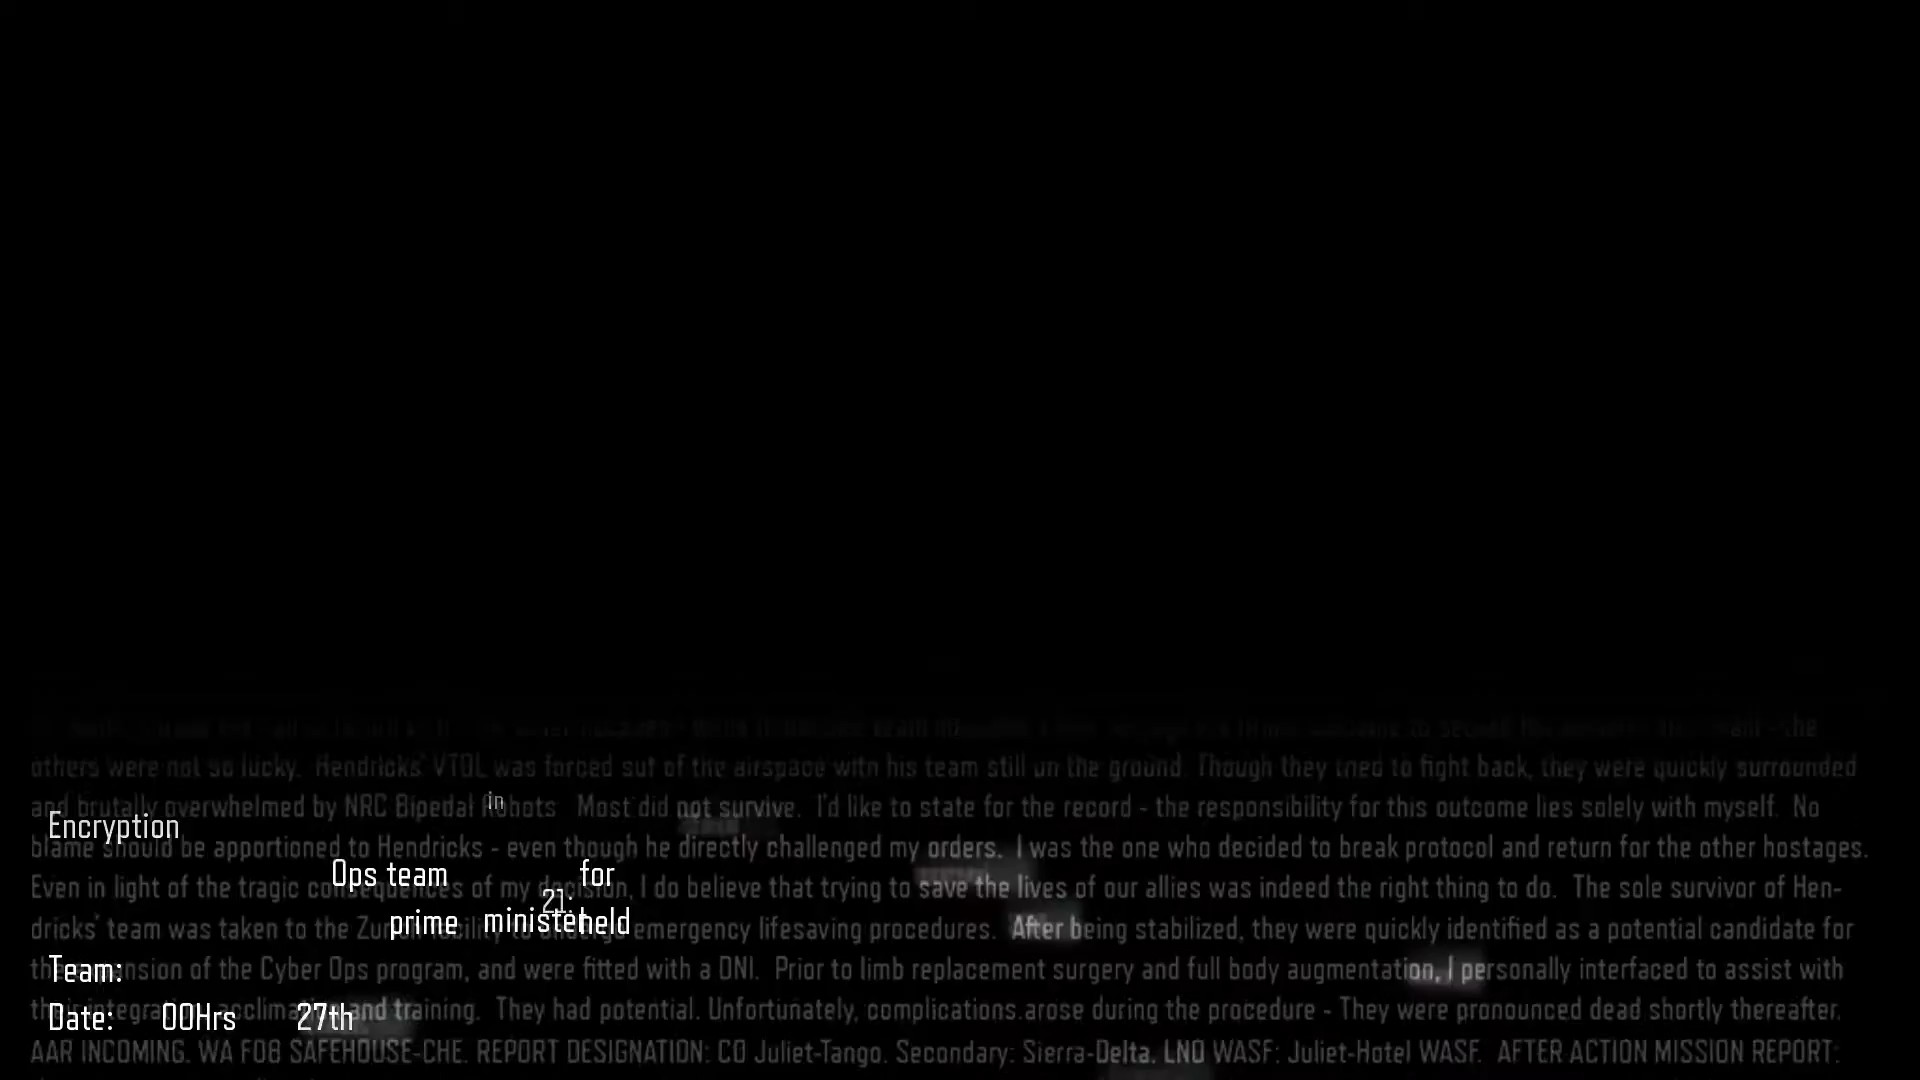 others were not so lucky. Hendricks' VTOL was forced out of the airspace with his team still on the ground. Though they tried to fight back, they were quickly surrounded
in
and brutally overwhelmed by NRC Bipedal Robots. Most did not survive. I'd like to state for the record - the responsibility for this outcome lies solely with myself. No
Encryption
blame should be apportioned to Hendricks - even though he directly challenged my orders. I was the one who decided to break protocol and return for the other hostages.
Ops team for
Even in light of the tragic consequences of my decision, I do believe that trying to save the lives of our allies was indeed the right thing to do. The sole survivor of Hen-
21:
prime minister held
dricks' team was taken to the facility to undergo emergency lifesaving procedures. After being stabilized, they were quickly identified as a potential candidate for
Team:
the expansion of the Cyber Ops program, and were fitted with a DNI. Prior to limb replacement surgery and full body augmentation, I personally interfaced to assist with
and training. They had potential. Unfortunately, complications arose during the procedure - They were pronounced dead shortly thereafter.
Date: 00Hrs 27th
AAR INCOMING. WA F08 SAFEHOUSE-CHE. REPORT DESIGNATION: CO Juliet-Tango. Secondary: Sierra-Delta. LNO WASF: Juliet-Hotel WASF. AFTER ACTION MISSION REPORT: